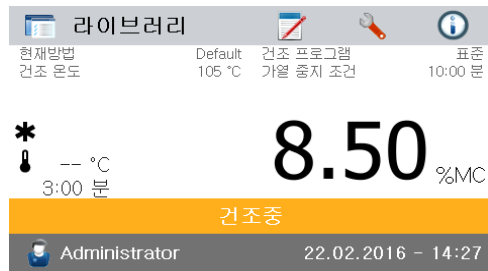 라이브러리
현재방법 Default 건조 프로그램 표준
건조 온도 105 °C 가열 중지 조건 10:00 분
8.50 %MC
-- °C
3:00 분
건조중
Administrator 22.02.2016 - 14:27